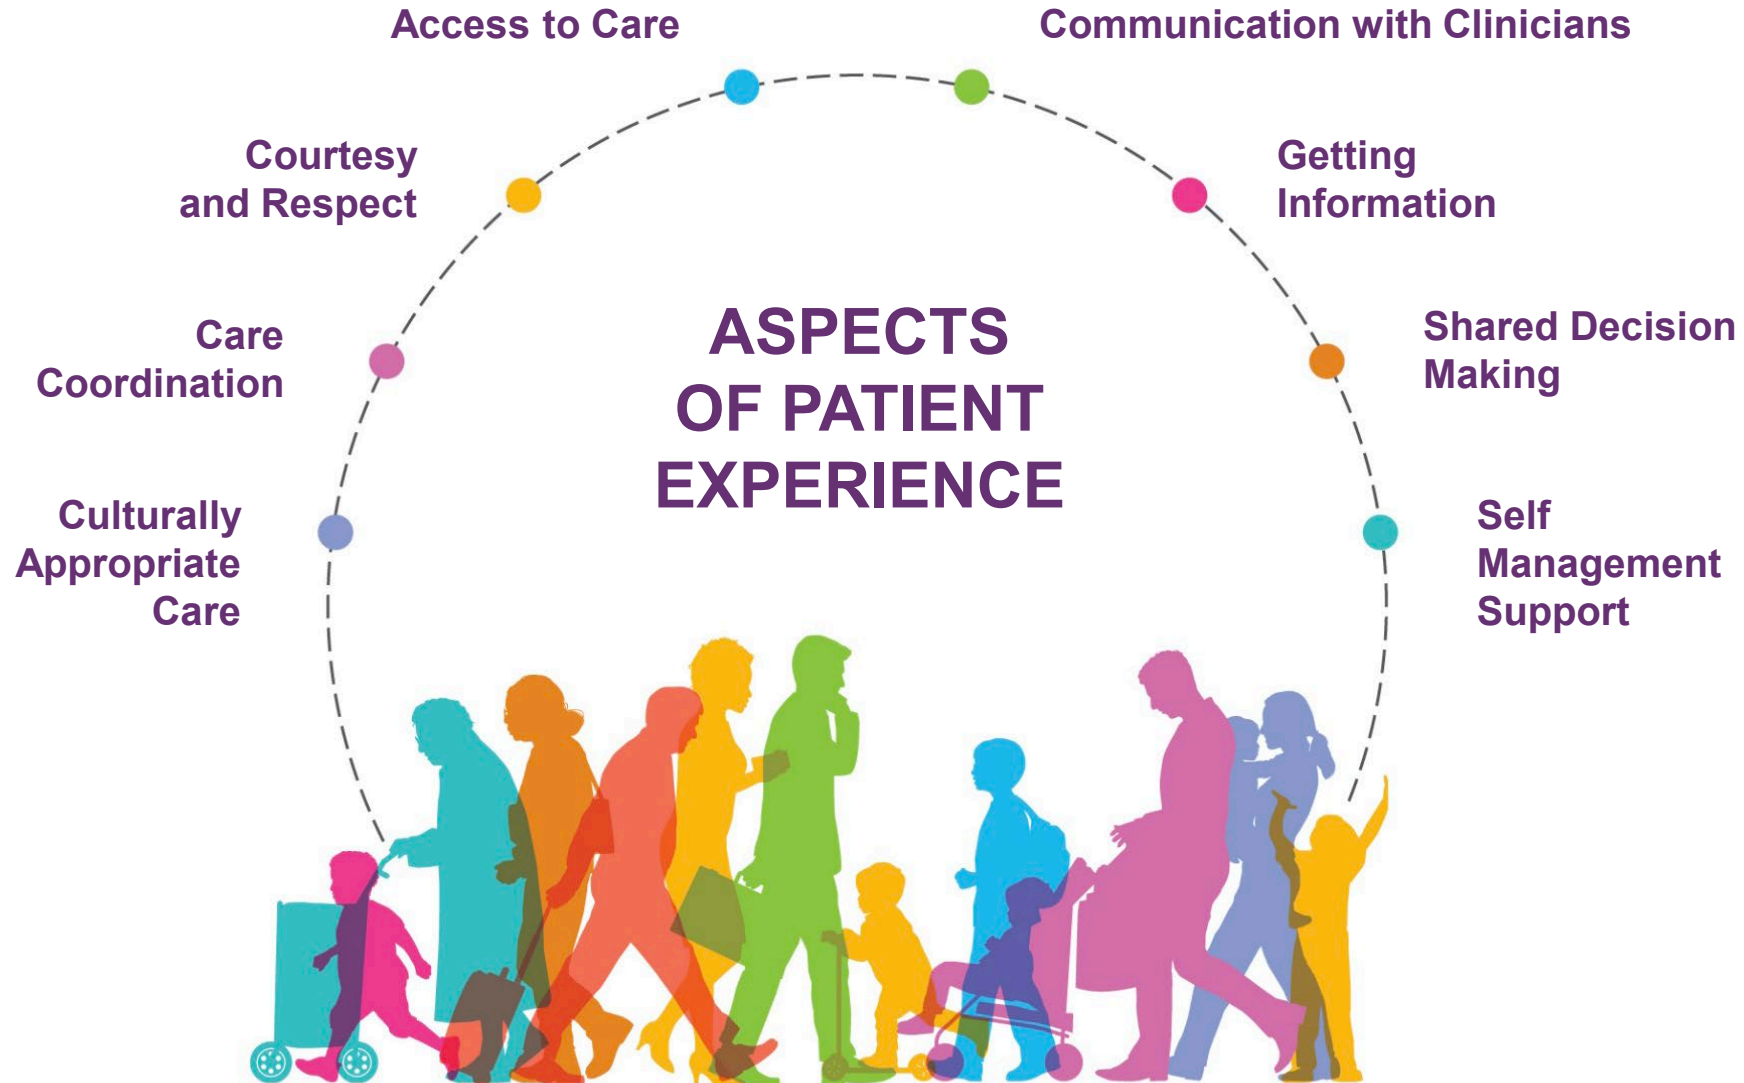 Access to Care
Communication with Clinicians
Courtesy
and Respect
Getting
Information
Care
Coordination
ASPECTS
OF PATIENT
EXPERIENCE
Shared Decision
Making
Culturally
Appropriate
Care
Self
Management
Support